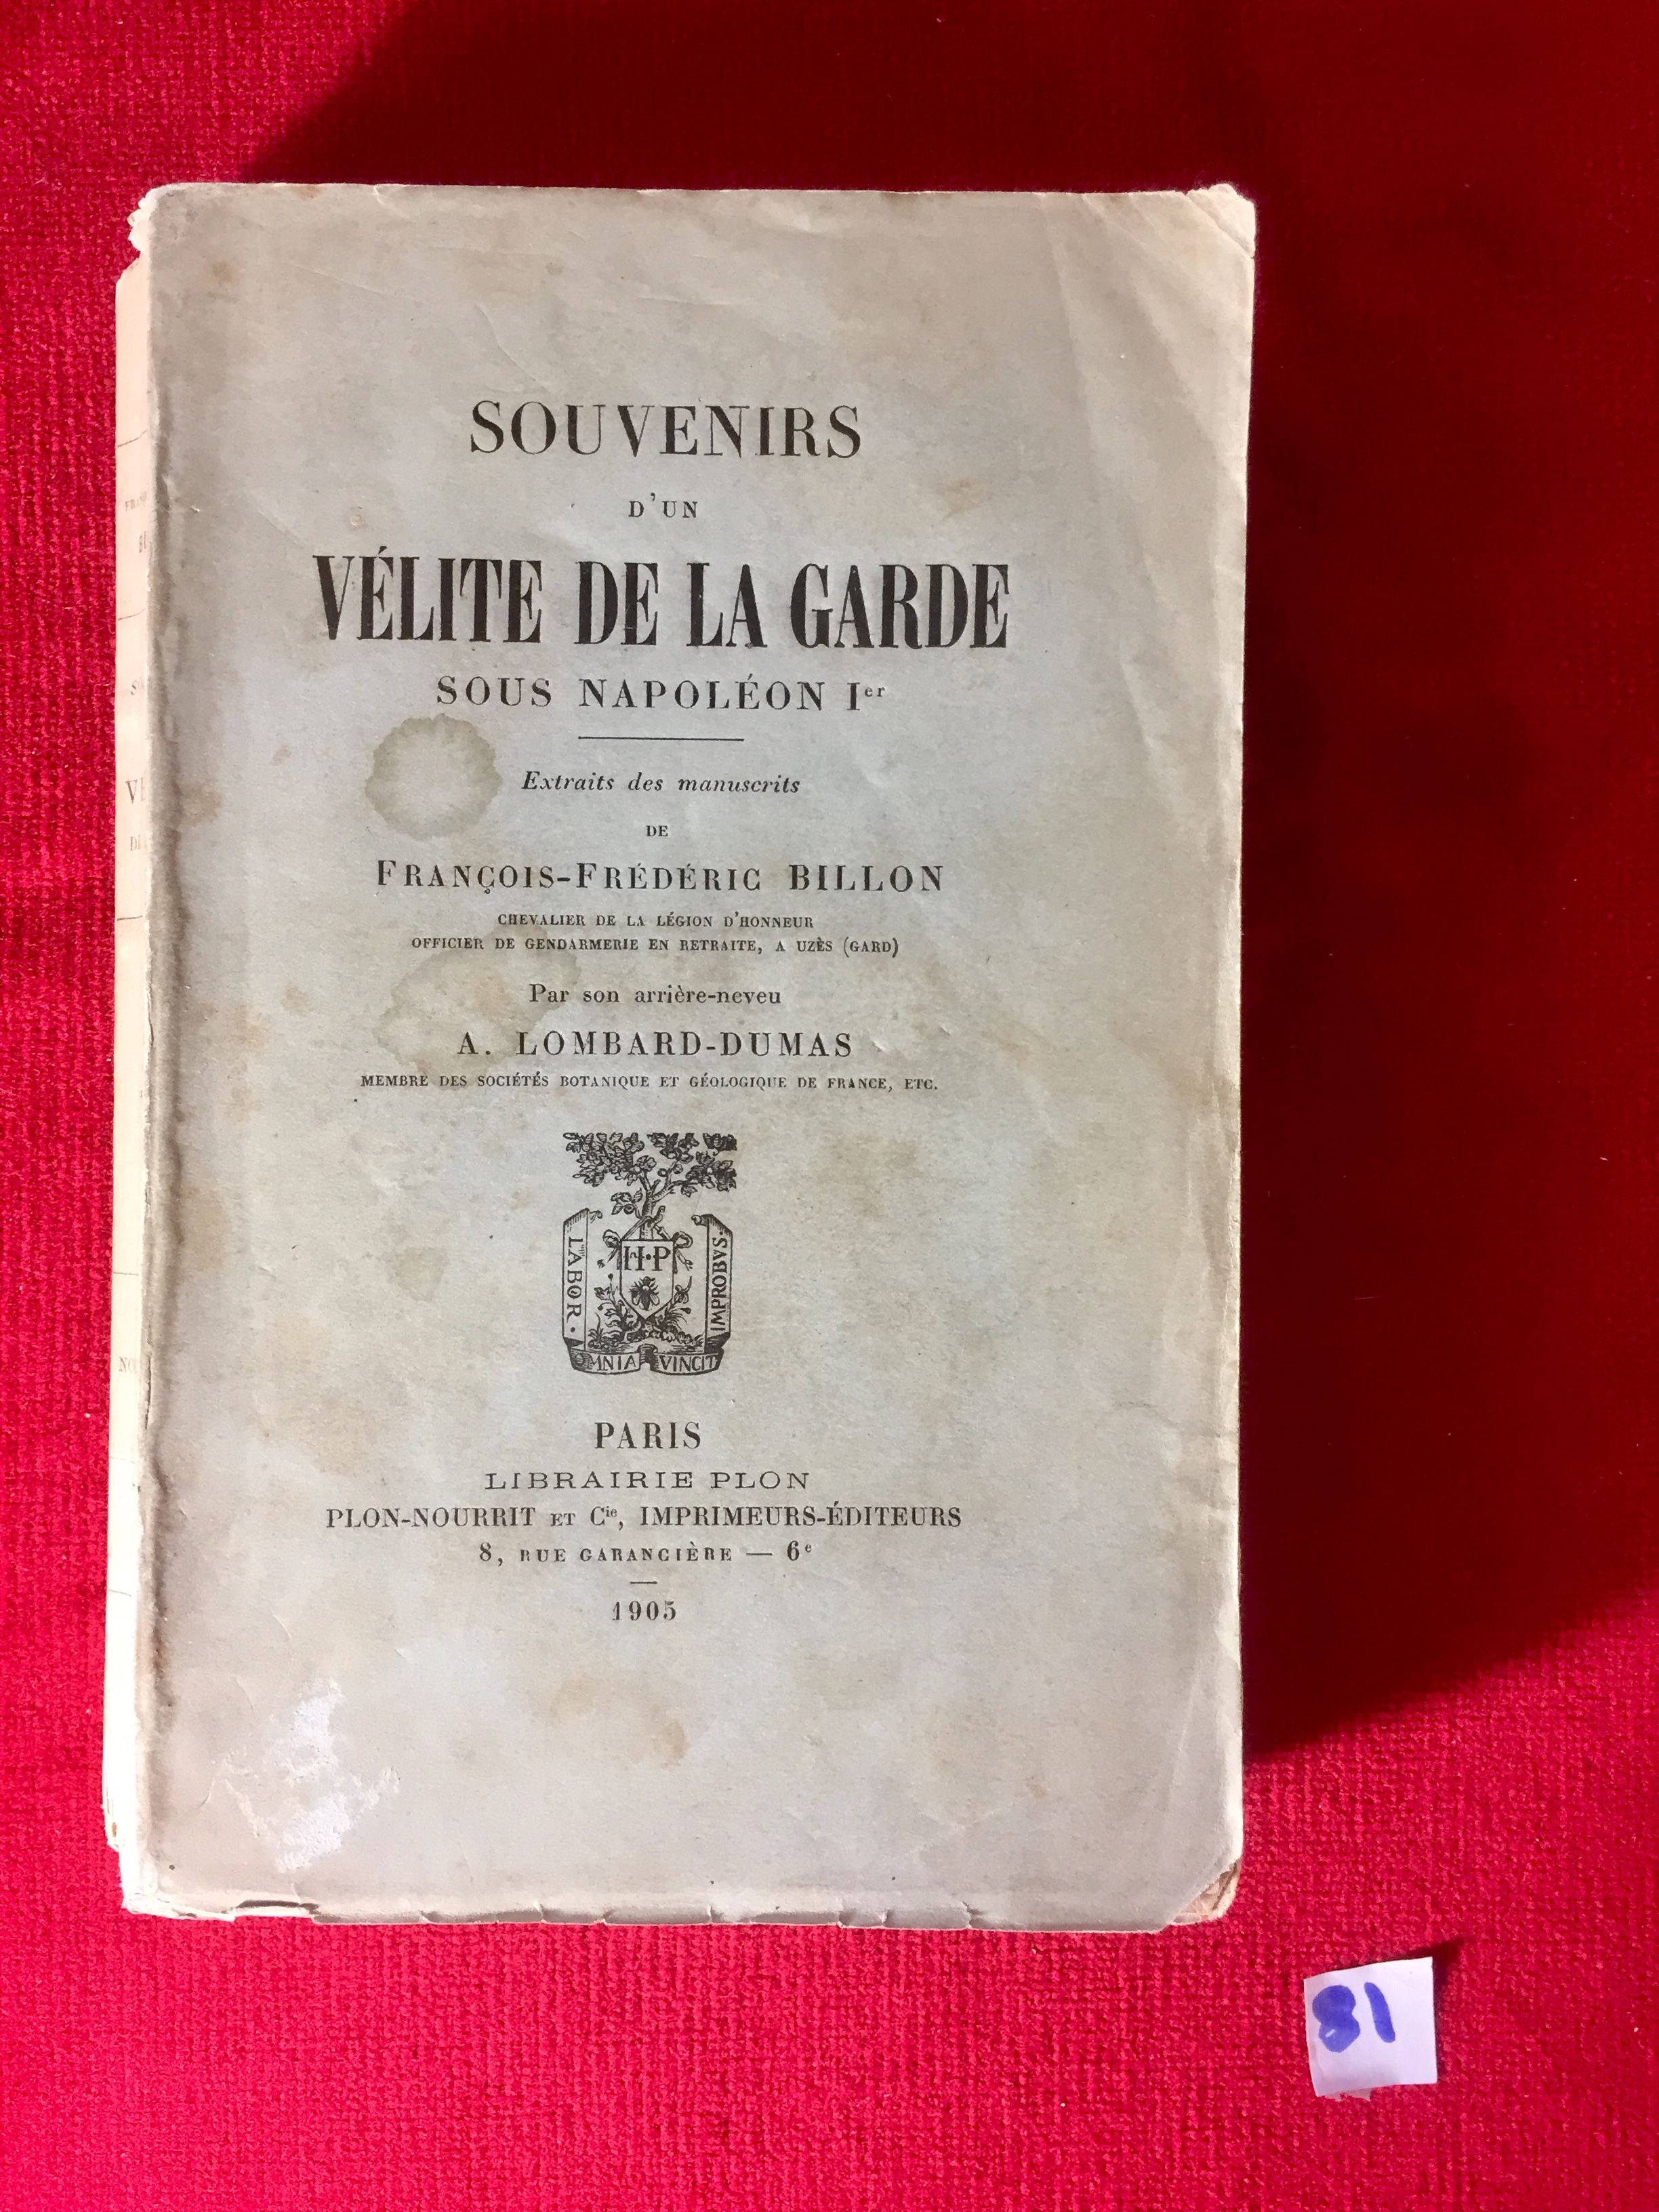 SOUVENIRS
D'UN
VÉLITE DE LA GARDE
SOUS NAPOLÉON Ier
Extraits des manuscrits
DE
FRANÇOIS-FRÉDÉRIC BILLON
CHEVALIER DE LA LÉGION D'HONNEUR
OFFICIER DE GENDARMERIE EN RETRAITE, A UZÈS (GARD)
Par son arrière-neveu
A. LOMBARD-DUMAS
MEMBRE DES SOCIÉTÉS BOTANIQUE ET GÉOLOGIQUE DE FRANCE, ETC.
H·P
LABOR.
IMPROBVS.
OMNIA VINCIT
PARIS
LIBRAIRIE PLON
PLON-NOURRIT ET Cie, IMPRIMEURS-ÉDITEURS
8, RUE GARANCIÈRE — 6e
1905
81